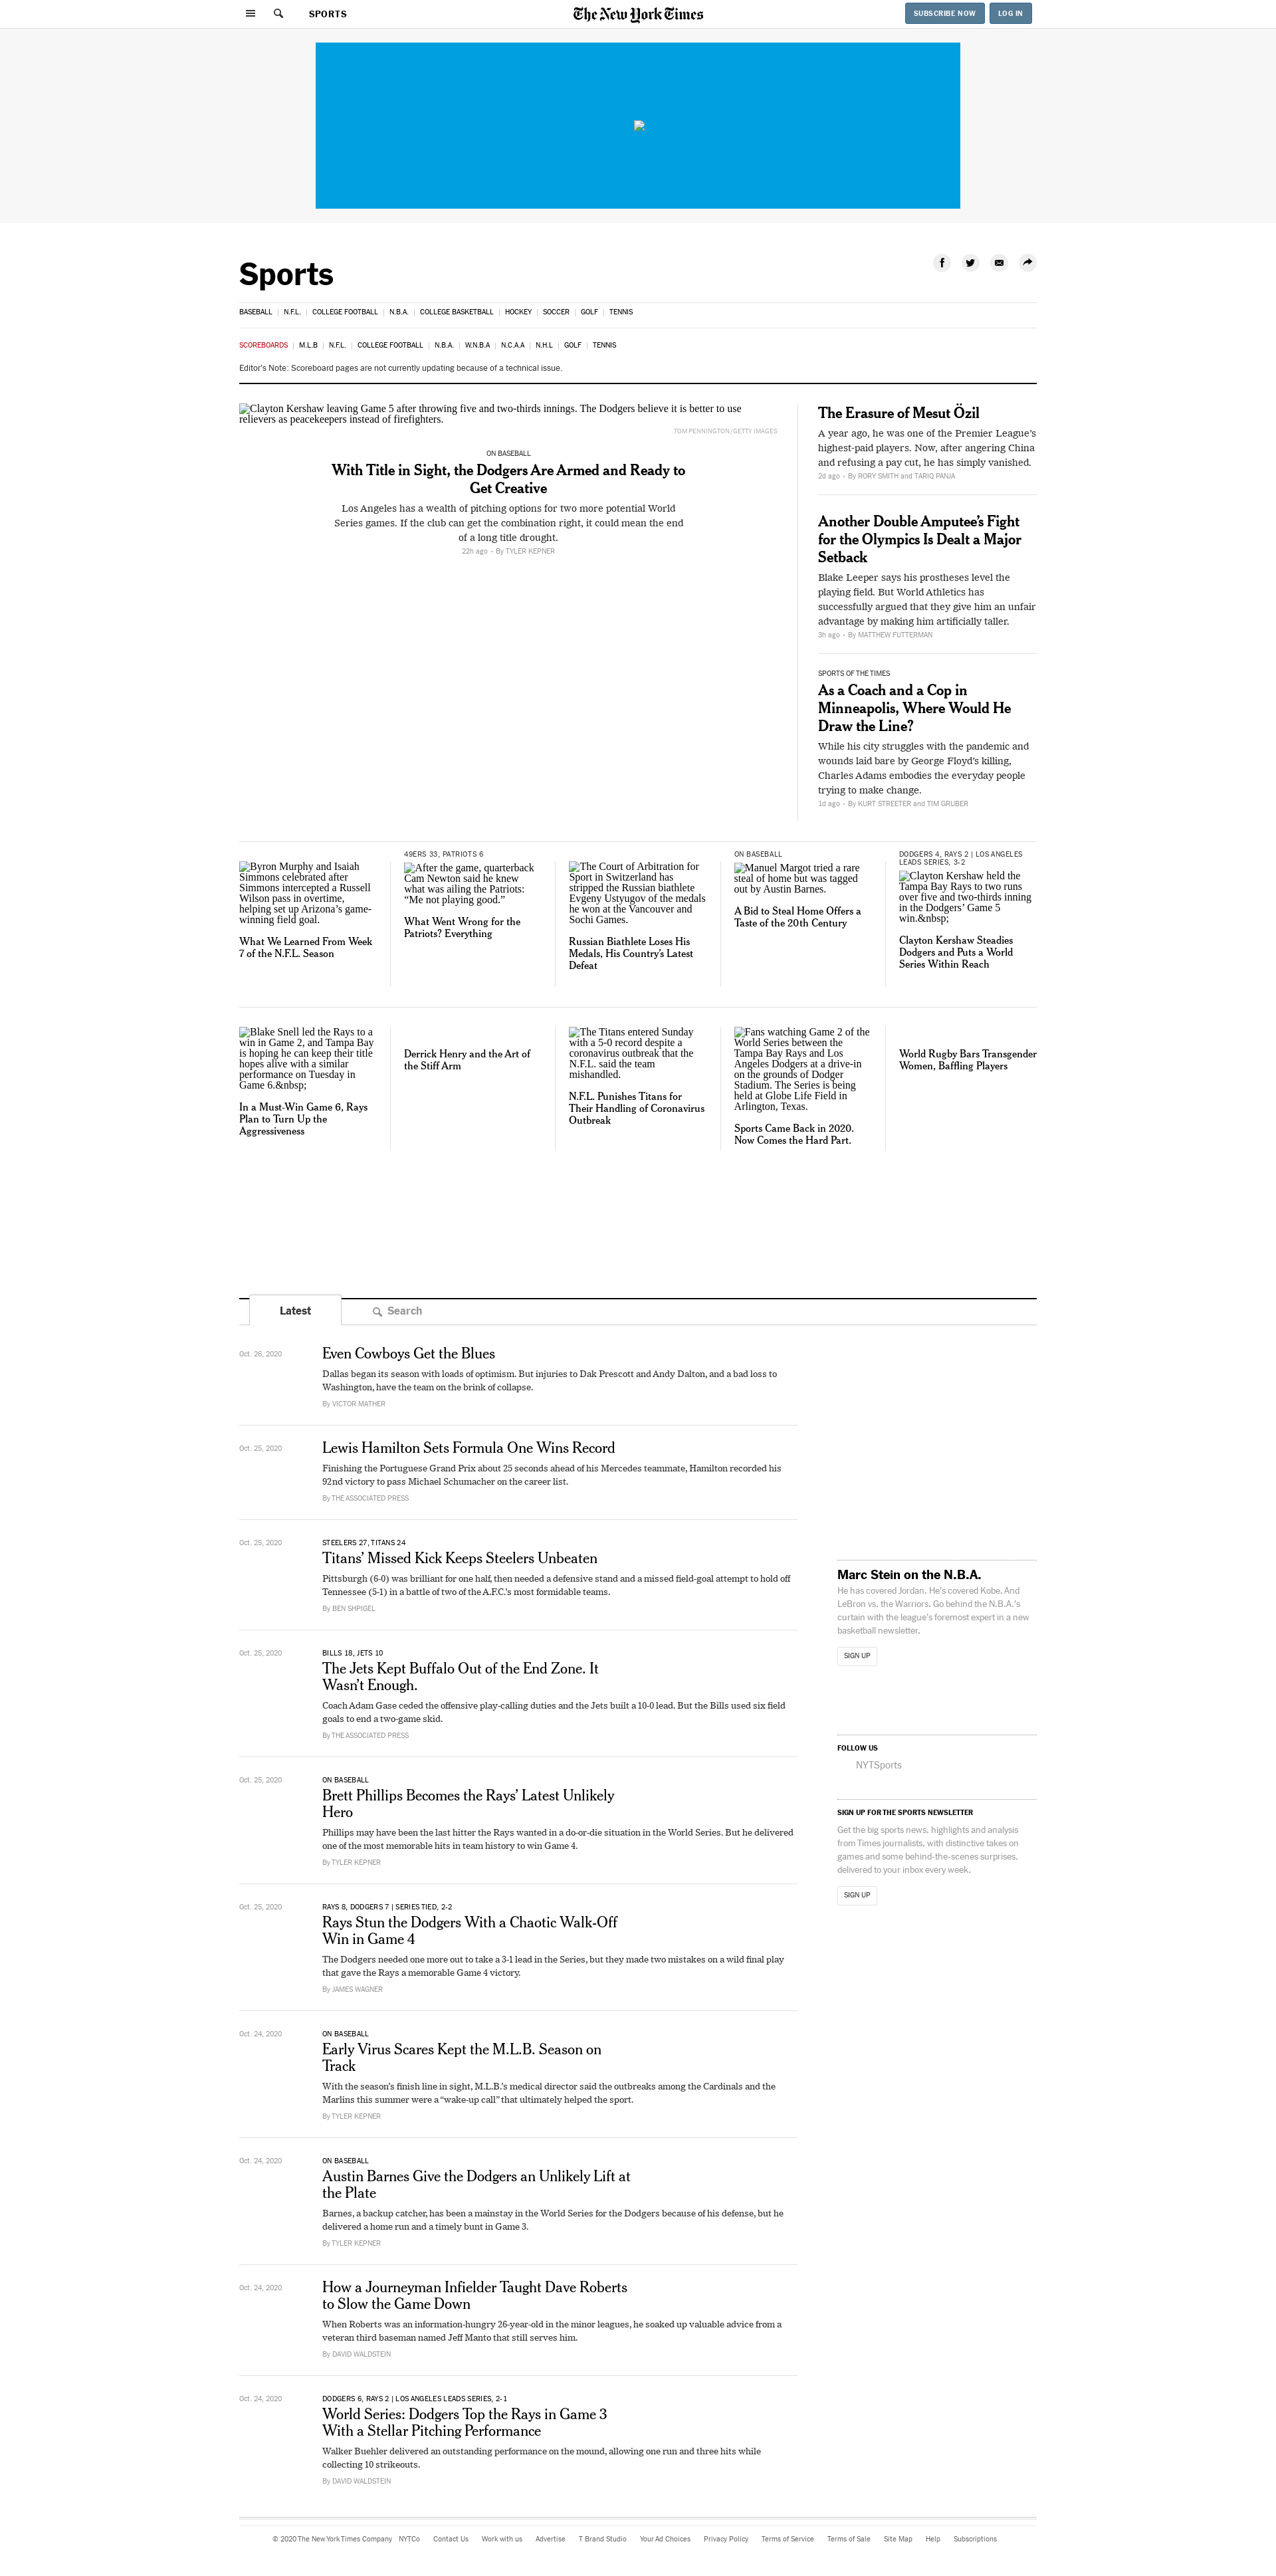 SPORTS
The New York Times
SUBSCRIBE NOW
LOG IN
Sports
BASEBALL | N.F.L. | COLLEGE FOOTBALL | N.B.A. | COLLEGE BASKETBALL | HOCKEY | SOCCER | GOLF | TENNIS
SCOREBOARDS | M.L.B | N.F.L. | COLLEGE FOOTBALL | N.B.A. | W.N.B.A | N.C.A.A | N.H.L | GOLF | TENNIS
Editor's Note: Scoreboard pages are not currently updating because of a technical issue.
Clayton Kershaw leaving Game 5 after throwing five and two-thirds innings. The Dodgers believe it is better to use
relievers as peacekeepers instead of firefighters.
TOM PENNINGTON/GETTY IMAGES
ON BASEBALL
With Title in Sight, the Dodgers Are Armed and Ready to
Get Creative
Los Angeles has a wealth of pitching options for two more potential World
Series games. If the club can get the combination right, it could mean the end
of a long title drought.
22h ago - By TYLER KEPNER
The Erasure of Mesut Özil
A year ago, he was one of the Premier League's
highest-paid players. Now, after angering China
and refusing a pay cut, he has simply vanished.
2d ago - By RORY SMITH and TARIQ PANJA
Another Double Amputee's Fight
for the Olympics Is Dealt a Major
Setback
Blake Leeper says his prostheses level the
playing field. But World Athletics has
successfully argued that they give him an unfair
advantage by making him artificially taller.
3h ago - By MATTHEW FUTTERMAN
SPORTS OF THE TIMES
As a Coach and a Cop in
Minneapolis, Where Would He
Draw the Line?
While his city struggles with the pandemic and
wounds laid bare by George Floyd's killing,
Charles Adams embodies the everyday people
trying to make change.
1d ago - By KURT STREETER and TIM GRUBER
Byron Murphy and Isaiah
Simmons celebrated after
Simmons intercepted a Russell
Wilson pass in overtime,
helping set up Arizona's game-
winning field goal.
What We Learned From Week
7 of the N.F.L. Season
49ERS 33, PATRIOTS 6
After the game, quarterback
Cam Newton said he knew
what was ailing the Patriots:
“Me not playing good.”
What Went Wrong for the
Patriots? Everything
The Court of Arbitration for
Sport in Switzerland has
stripped the Russian biathlete
Evgeny Ustyugov of the medals
he won at the Vancouver and
Sochi Games.
Russian Biathlete Loses His
Medals, His Country's Latest
Defeat
ON BASEBALL
Manuel Margot tried a rare
steal of home but was tagged
out by Austin Barnes.
A Bid to Steal Home Offers a
Taste of the 20th Century
DODGERS 4, RAYS 2 | LOS ANGELES
LEADS SERIES, 3-2
Clayton Kershaw held the
Tampa Bay Rays to two runs
over five and two-thirds inning
in the Dodgers' Game 5
win.&nbsp;
Clayton Kershaw Steadies
Dodgers and Puts a World
Series Within Reach
Blake Snell led the Rays to a
win in Game 2, and Tampa Bay
is hoping he can keep their title
hopes alive with a similar
performance on Tuesday in
Game 6.&nbsp;
In a Must-Win Game 6, Rays
Plan to Turn Up the
Aggressiveness
Derrick Henry and the Art of
the Stiff Arm
The Titans entered Sunday
with a 5-0 record despite a
coronavirus outbreak that the
N.F.L. said the team
mishandled.
N.F.L. Punishes Titans for
Their Handling of Coronavirus
Outbreak
Fans watching Game 2 of the
World Series between the
Tampa Bay Rays and Los
Angeles Dodgers at a drive-in
on the grounds of Dodger
Stadium. The Series is being
held at Globe Life Field in
Arlington, Texas.
Sports Came Back in 2020.
Now Comes the Hard Part.
World Rugby Bars Transgender
Women, Baffling Players
Latest
Search
Oct. 26, 2020
Even Cowboys Get the Blues
Dallas began its season with loads of optimism. But injuries to Dak Prescott and Andy Dalton, and a bad loss to
Washington, have the team on the brink of collapse.
By VICTOR MATHER
Oct. 25, 2020
Lewis Hamilton Sets Formula One Wins Record
Finishing the Portuguese Grand Prix about 25 seconds ahead of his Mercedes teammate, Hamilton recorded his
92nd victory to pass Michael Schumacher on the career list.
By THE ASSOCIATED PRESS
Oct. 25, 2020
STEELERS 27, TITANS 24
Titans' Missed Kick Keeps Steelers Unbeaten
Pittsburgh (6-0) was brilliant for one half, then needed a defensive stand and a missed field-goal attempt to hold off
Tennessee (5-1) in a battle of two of the A.F.C.'s most formidable teams.
By BEN SHPIGEL
Oct. 25, 2020
BILLS 18, JETS 10
The Jets Kept Buffalo Out of the End Zone. It
Wasn't Enough.
Coach Adam Gase ceded the offensive play-calling duties and the Jets built a 10-0 lead. But the Bills used six field
goals to end a two-game skid.
By THE ASSOCIATED PRESS
Oct. 25, 2020
ON BASEBALL
Brett Phillips Becomes the Rays' Latest Unlikely
Hero
Phillips may have been the last hitter the Rays wanted in a do-or-die situation in the World Series. But he delivered
one of the most memorable hits in team history to win Game 4.
By TYLER KEPNER
Oct. 25, 2020
RAYS 8, DODGERS 7 | SERIES TIED, 2-2
Rays Stun the Dodgers With a Chaotic Walk-Off
Win in Game 4
The Dodgers needed one more out to take a 3-1 lead in the Series, but they made two mistakes on a wild final play
that gave the Rays a memorable Game 4 victory.
By JAMES WAGNER
Oct. 24, 2020
ON BASEBALL
Early Virus Scares Kept the M.L.B. Season on
Track
With the season's finish line in sight, M.L.B.'s medical director said the outbreaks among the Cardinals and the
Marlins this summer were a “wake-up call” that ultimately helped the sport.
By TYLER KEPNER
Oct. 24, 2020
ON BASEBALL
Austin Barnes Give the Dodgers an Unlikely Lift at
the Plate
Barnes, a backup catcher, has been a mainstay in the World Series for the Dodgers because of his defense, but he
delivered a home run and a timely bunt in Game 3.
By TYLER KEPNER
Oct. 24, 2020
How a Journeyman Infielder Taught Dave Roberts
to Slow the Game Down
When Roberts was an information-hungry 26-year-old in the minor leagues, he soaked up valuable advice from a
veteran third baseman named Jeff Manto that still serves him.
By DAVID WALDSTEIN
Oct. 24, 2020
DODGERS 6, RAYS 2 | LOS ANGELES LEADS SERIES, 2-1
World Series: Dodgers Top the Rays in Game 3
With a Stellar Pitching Performance
Walker Buehler delivered an outstanding performance on the mound, allowing one run and three hits while
collecting 10 strikeouts.
By DAVID WALDSTEIN
Marc Stein on the N.B.A.
He has covered Jordan. He's covered Kobe. And
LeBron vs. the Warriors. Go behind the N.B.A.'s
curtain with the league's foremost expert in a new
basketball newsletter.
SIGN UP
FOLLOW US
NYTSports
SIGN UP FOR THE SPORTS NEWSLETTER
Get the big sports news, highlights and analysis
from Times journalists, with distinctive takes on
games and some behind-the-scenes surprises,
delivered to your inbox every week.
SIGN UP
© 2020 The New York Times Company NYTCo Contact Us Work with us Advertise T Brand Studio Your Ad Choices Privacy Policy Terms of Service Terms of Sale Site Map Help Subscriptions